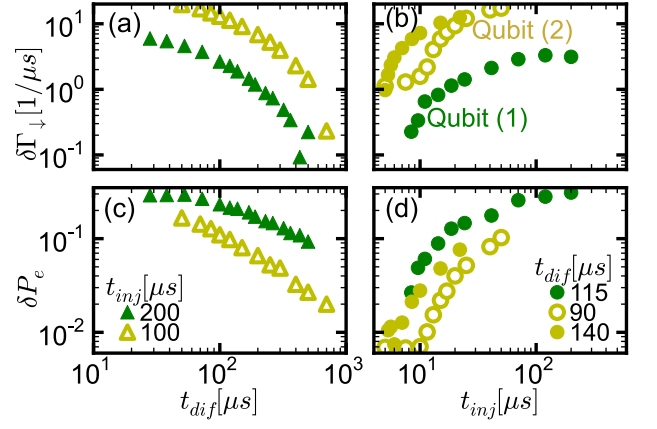 (a)
(b)
10¹
10⁰
10⁻¹
δΓ↓ [1/μs]
Qubit (2)
Qubit (1)
(c)
(d)
10⁻¹
10⁻²
δPₑ
t_inj[μs]
200
100
t_dif[μs]
115
90
140
10¹
10²
10³
10¹
10²
t_dif[μs]
t_inj[μs]